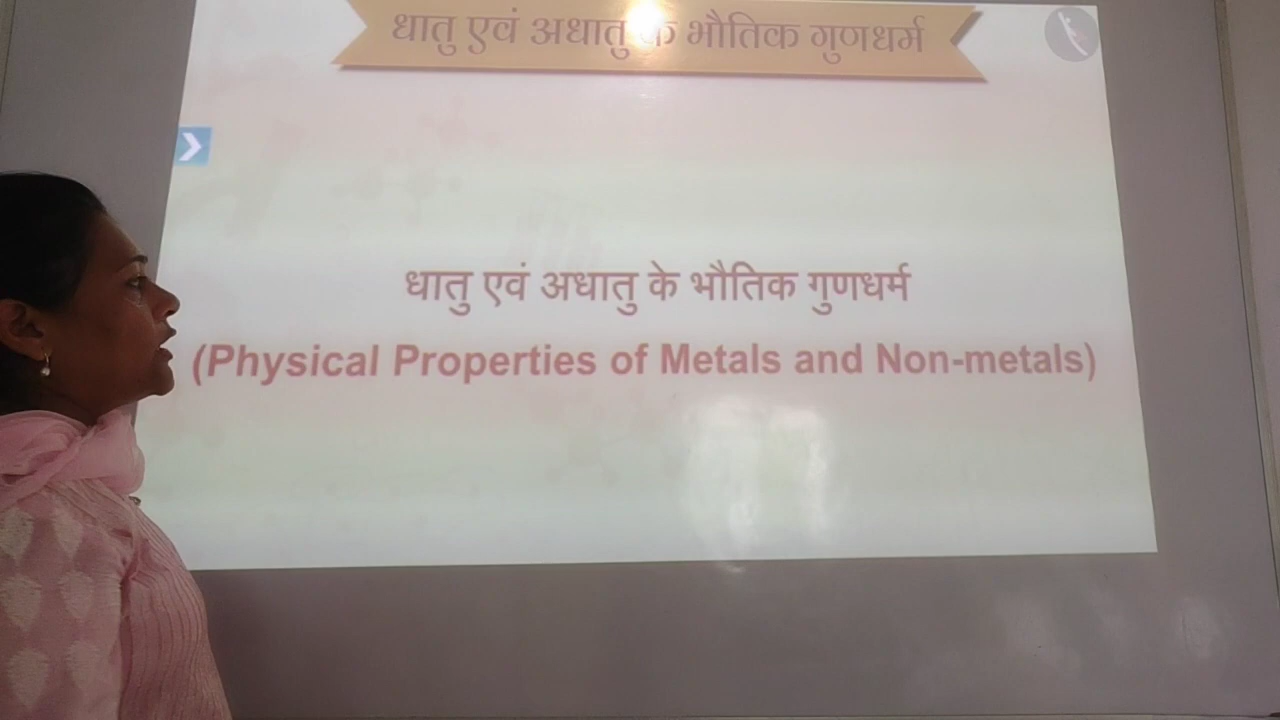 धातु एवं अधातु के भौतिक गुणधर्म
धातु एवं अधातु के भौतिक गुणधर्म
(Physical Properties of Metals and Non-metals)